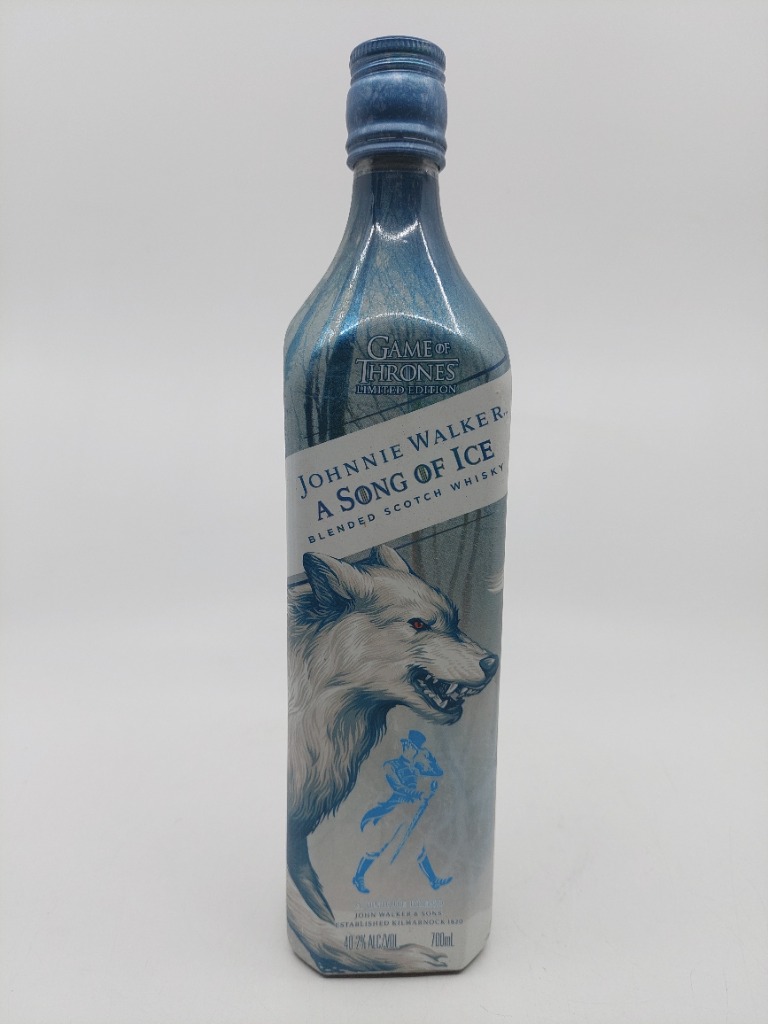 GAME OF
THRONES
LIMITED EDITION
JOHNNIE WALKER
A SONG OF ICE
BLENDED SCOTCH WHISKY
JOHN WALKER & SONS
ESTABLISHED KILMARNOCK 1820
40.2% ALC/VOL 700mL